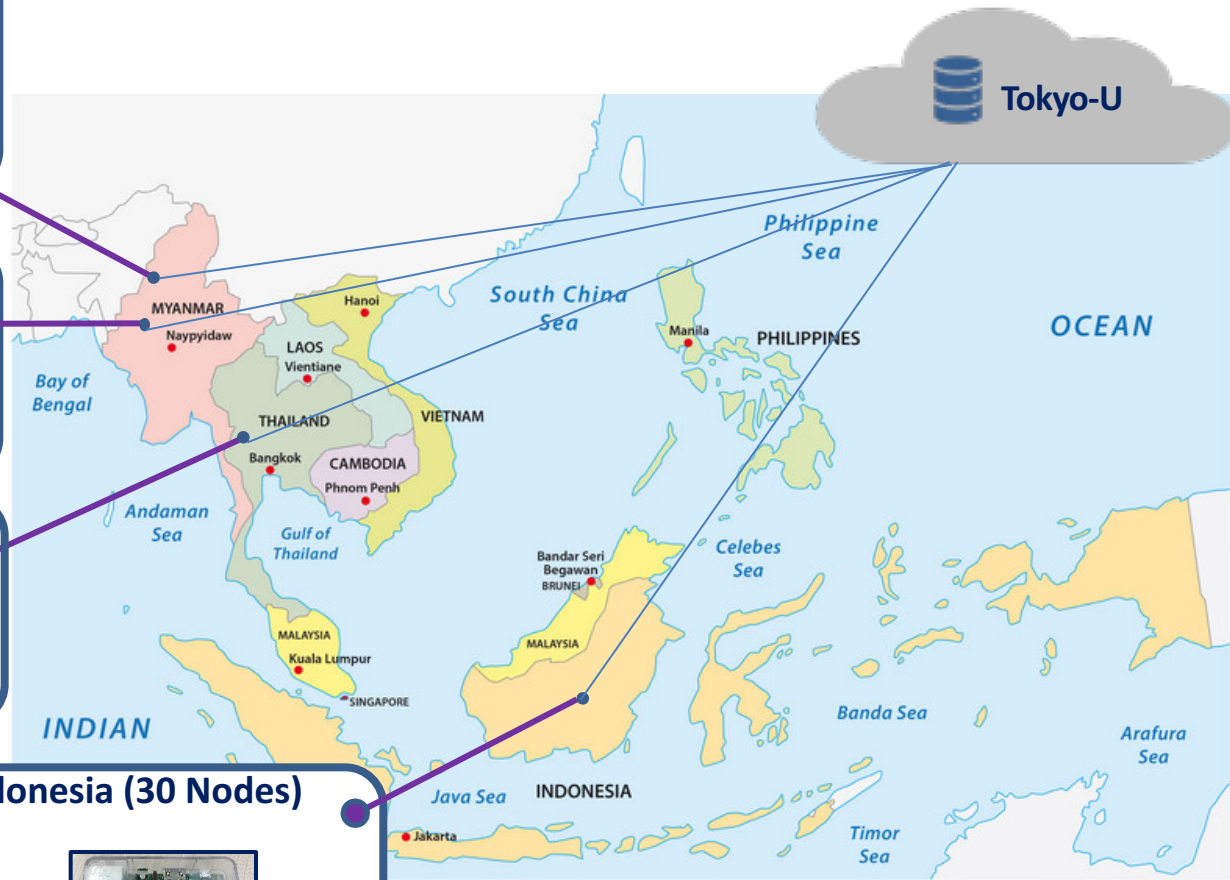 Tokyo-U
Philippine
Sea
South China
Sea
OCEAN
MYANMAR
Naypyidaw
Hanoi
LAOS
Vientiane
Manila
PHILIPPINES
Bay of
Bengal
THAILAND
VIETNAM
Bangkok
CAMBODIA
Phnom Penh
Andaman
Sea
Gulf of
Thailand
Bandar Seri
Begawan
BRUNEI
Celebes
Sea
MALAYSIA
Kuala Lumpur
MALAYSIA
SINGAPORE
INDIAN
Banda Sea
Arafura
Sea
donesia (30 Nodes)
Java Sea
INDONESIA
Jakarta
Timor
Sea